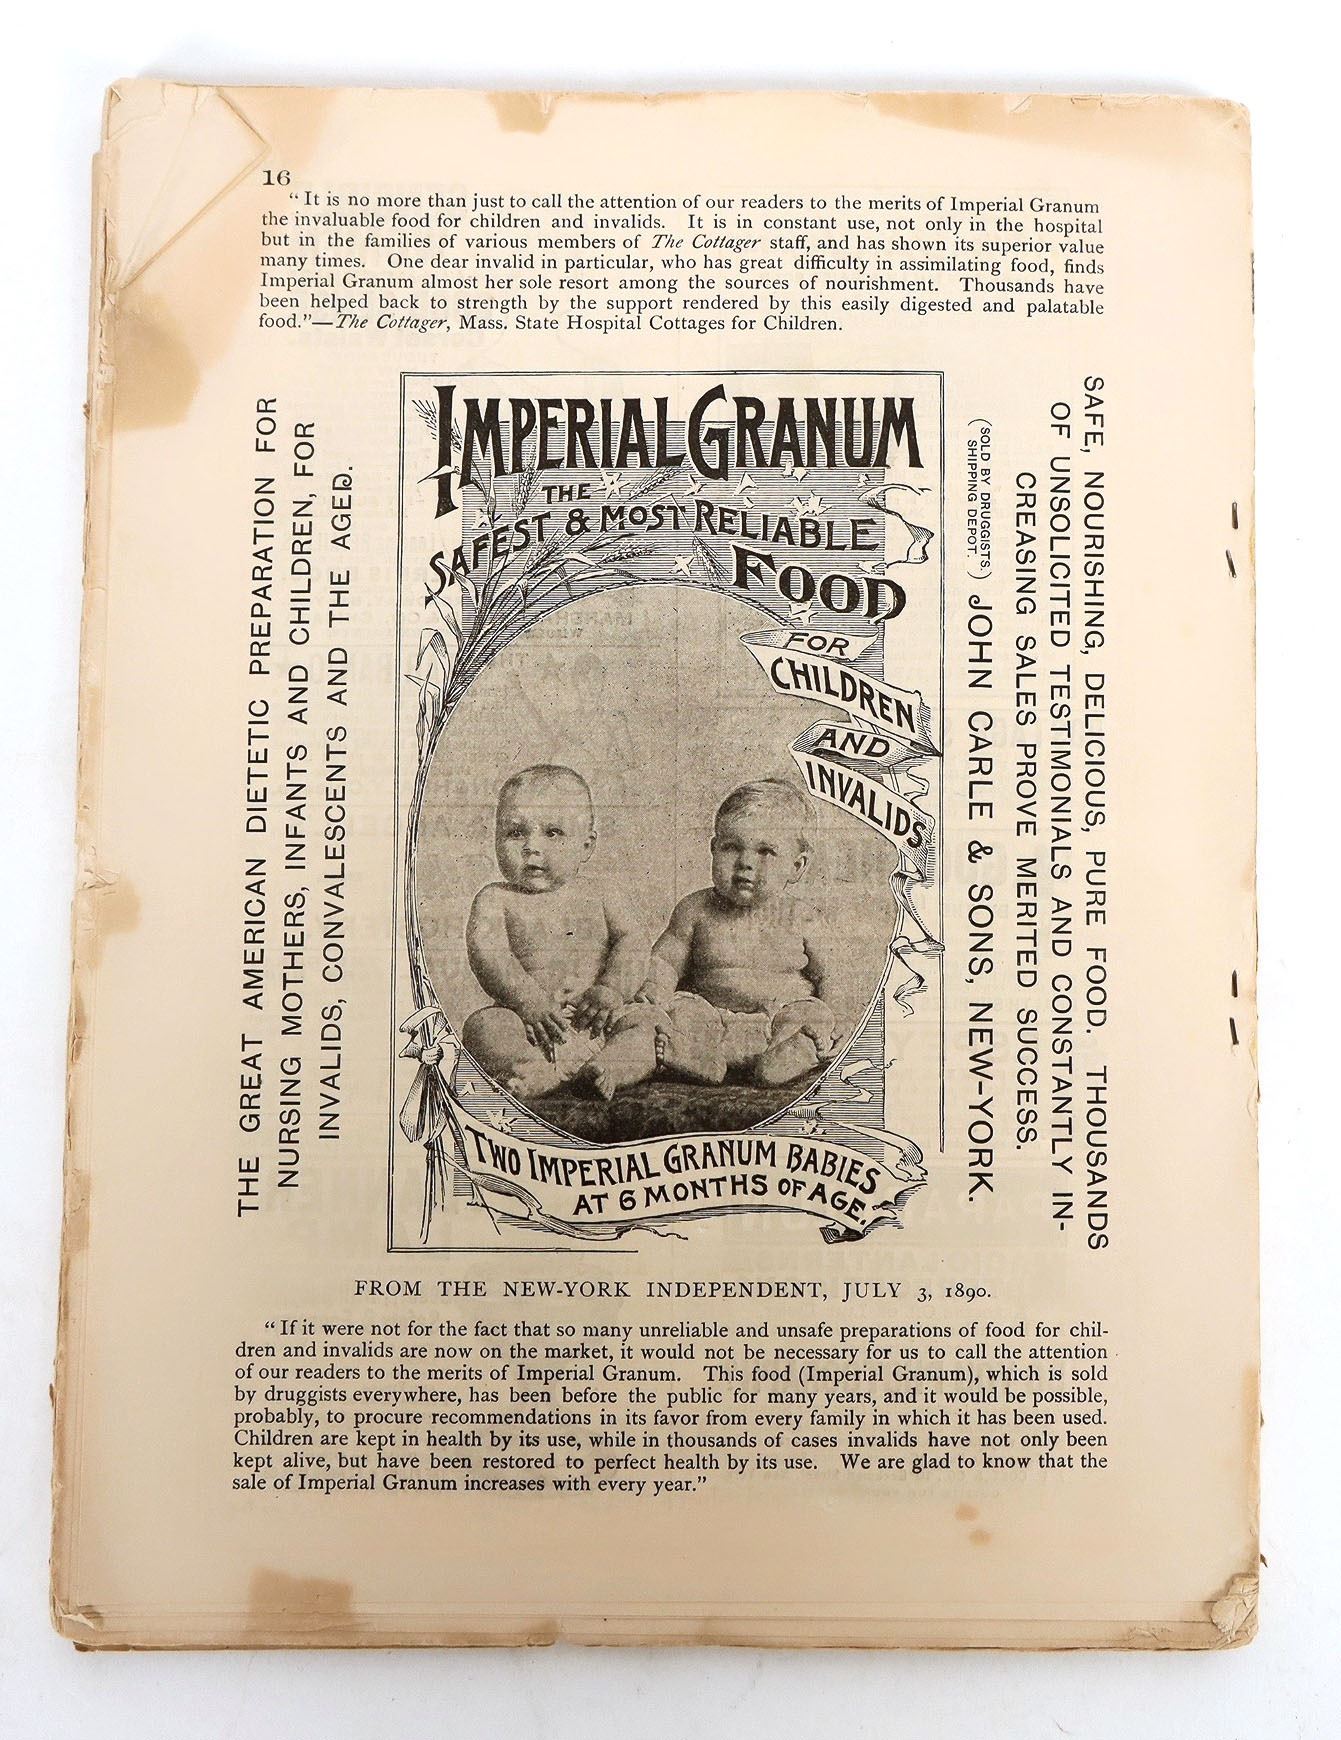 16
“ It is no more than just to call the attention of our readers to the merits of Imperial Granum
the invaluable food for children and invalids. It is in constant use, not only in the hospital
but in the families of various members of The Cottager staff, and has shown its superior value
many times. One dear invalid in particular, who has great difficulty in assimilating food, finds
Imperial Granum almost her sole resort among the sources of nourishment. Thousands have
been helped back to strength by the support rendered by this easily digested and palatable
food.”—The Cottager, Mass. State Hospital Cottages for Children.
THE GREAT AMERICAN DIETETIC PREPARATION FOR
NURSING MOTHERS, INFANTS AND CHILDREN, FOR
INVALIDS, CONVALESCENTS AND THE AGED.
IMPERIAL GRANUM
THE
SAFEST & MOST RELIABLE
FOOD
FOR
CHILDREN
AND
INVALIDS
TWO IMPERIAL GRANUM BABIES
AT 6 MONTHS OF AGE.
SAFE, NOURISHING, DELICIOUS, PURE FOOD. THOUSANDS
OF UNSOLICITED TESTIMONIALS AND CONSTANTLY IN-
CREASING SALES PROVE MERITED SUCCESS.
(SOLD BY DRUGGISTS.
SHIPPING DEPOT.) JOHN CARLE & SONS, NEW-YORK.
FROM THE NEW-YORK INDEPENDENT, JULY 3, 1890.
“ If it were not for the fact that so many unreliable and unsafe preparations of food for chil-
dren and invalids are now on the market, it would not be necessary for us to call the attention
of our readers to the merits of Imperial Granum. This food (Imperial Granum), which is sold
by druggists everywhere, has been before the public for many years, and it would be possible,
probably, to procure recommendations in its favor from every family in which it has been used.
Children are kept in health by its use, while in thousands of cases invalids have not only been
kept alive, but have been restored to perfect health by its use. We are glad to know that the
sale of Imperial Granum increases with every year.”